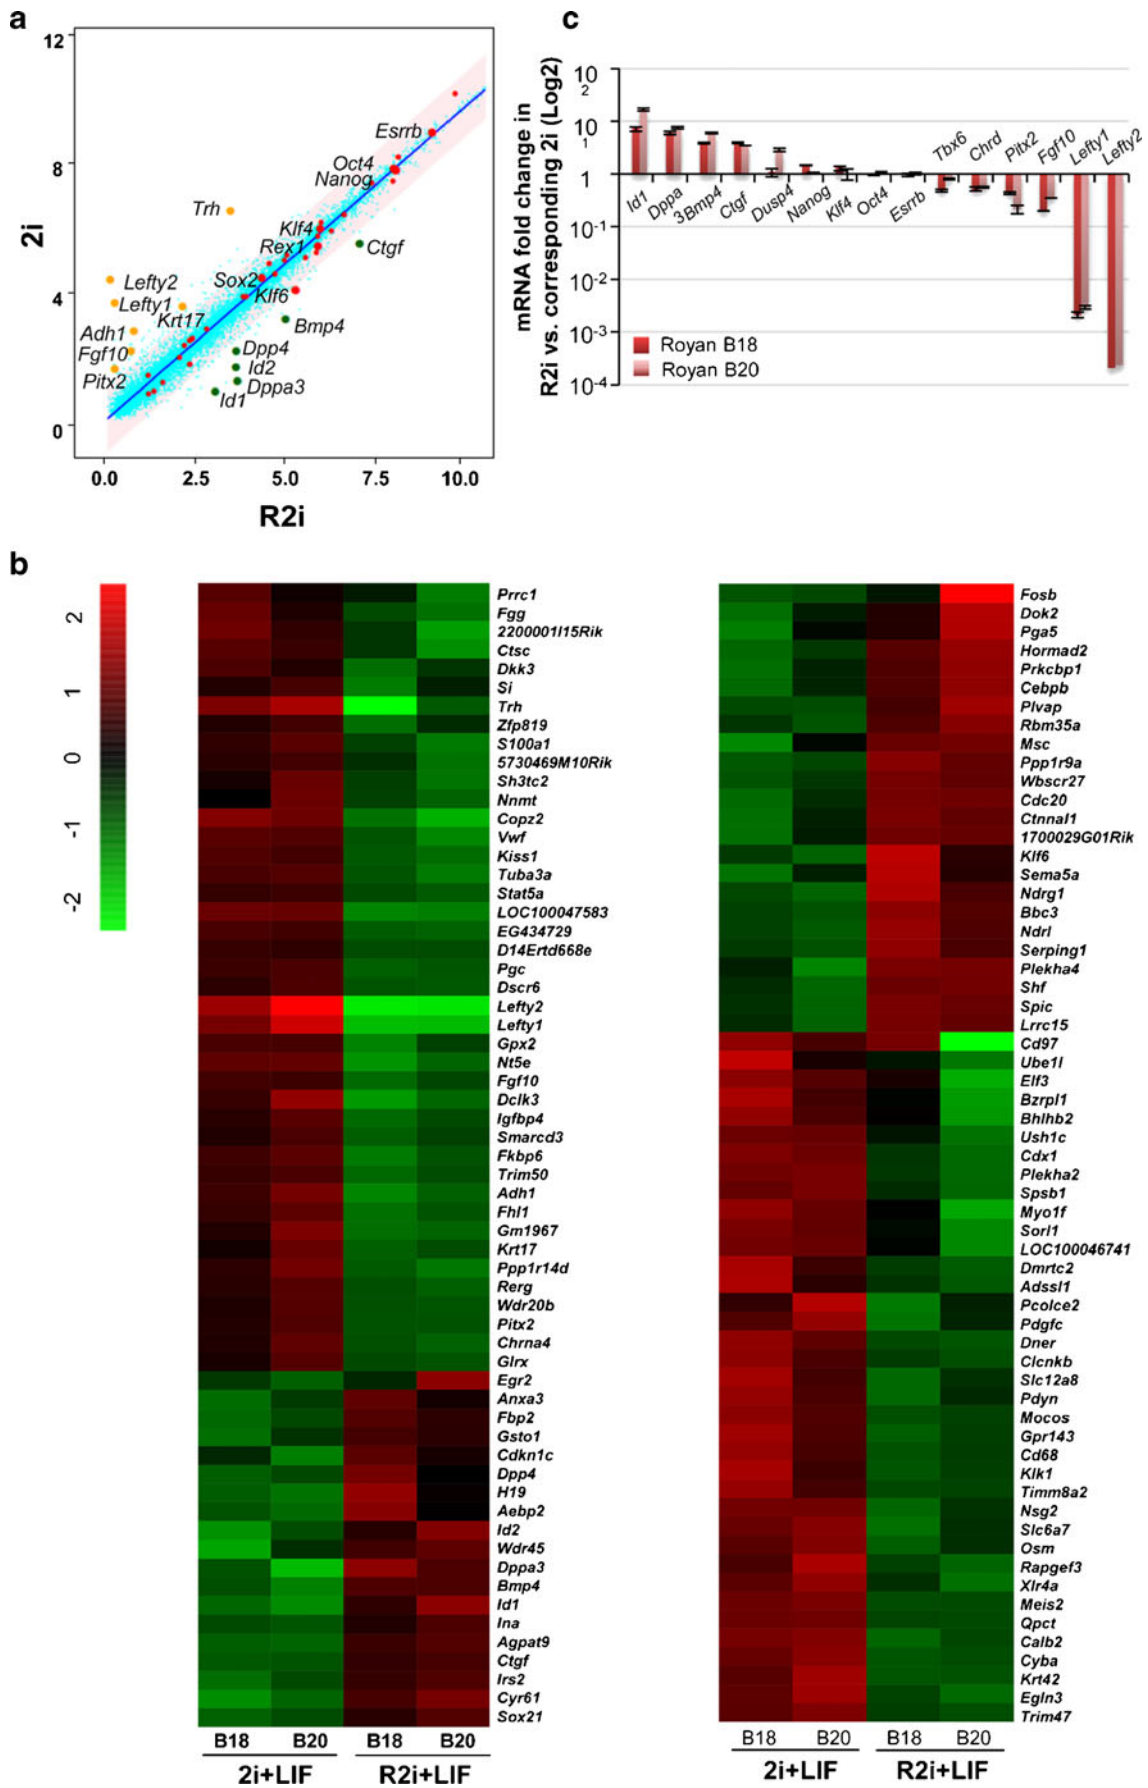 a
12
8
4
0
2i
Esrrb
Oct4
Nanog
Trh
Klf4
Rex1
Ctgf
Lefty2
Sox2
Lefty1
Klf6
Krt17
Bmp4
Adh1
Fgf10
Dpp4
Id2
Pitx2
Dppa3
Id1
0.0 2.5 5.0 7.5 10.0
R2i
c
mRNA fold change in
R2i vs. corresponding 2i (Log2)
10 2
10 1
1
10-1
10-2
10-3
10-4
Id1
Dppa
3
Bmp4
Ctgf
Dusp4
Nanog
Klf4
Oct4
Esrrb
Tbx6
Chrd
Pitx2
Fgf10
Lefty1
Lefty2
Royan B18
Royan B20
b
2
1
0
-1
-2
Prrc1
Fgg
2200001I15Rik
Ctsc
Dkk3
Si
Trh
Zfp819
S100a1
5730469M10Rik
Sh3tc2
Nnmt
Copz2
Vwf
Kiss1
Tuba3a
Stat5a
LOC100047583
EG434729
D14Ertd668e
Pgc
Dscr6
Lefty2
Lefty1
Gpx2
Nt5e
Fgf10
Dclk3
Igfbp4
Smarcd3
Fkbp6
Trim50
Adh1
Fhl1
Gm1967
Krt17
Ppp1r14d
Rerg
Wdr20b
Pitx2
Chrna4
Glrx
Egr2
Anxa3
Fbp2
Gsto1
Cdkn1c
Dpp4
H19
Aebp2
Id2
Wdr45
Dppa3
Bmp4
Id1
Ina
Agpat9
Ctgf
Irs2
Cyr61
Sox21
B18 B20 B18 B20
2i+LIF R2i+LIF
Fosb
Dok2
Pga5
Hormad2
Prkcbp1
Cebpb
Plvap
Rbm35a
Msc
Ppp1r9a
Wbscr27
Cdc20
Ctnnal1
1700029G01Rik
Klf6
Sema5a
Ndrg1
Bbc3
Ndrl
Serping1
Plekha4
Shf
Spic
Lrrc15
Cd97
Ube1l
Elf3
Bzrpl1
Bhlhb2
Ush1c
Cdx1
Plekha2
Spsb1
Myo1f
Sorl1
LOC100046741
Dmrtc2
Adssl1
Pcolce2
Pdgfc
Dner
Clcnkb
Slc12a8
Pdyn
Mocos
Gpr143
Cd68
Klk1
Timm8a2
Nsg2
Slc6a7
Osm
Rapgef3
Xlr4a
Meis2
Qpct
Calb2
Cyba
Krt42
Egln3
Trim47
B18 B20 B18 B20
2i+LIF R2i+LIF